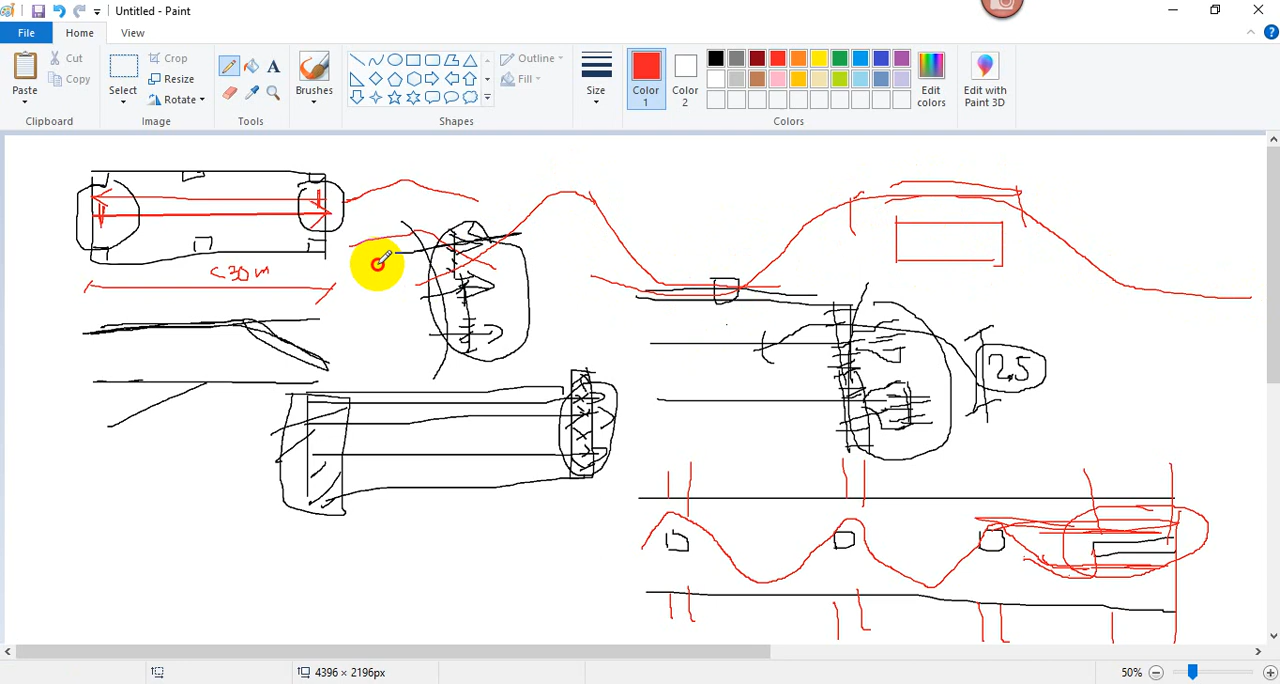 Untitled - Paint
File
Home
View
Paste
Cut
Copy
Clipboard
Select
Crop
Resize
Rotate
Image
A
Tools
Brushes
Shapes
Outline
Fill
Size
Color 1
Color 2
Edit colors
Edit with Paint 3D
Colors
<30 m
2.5
4396 × 2196px
50%